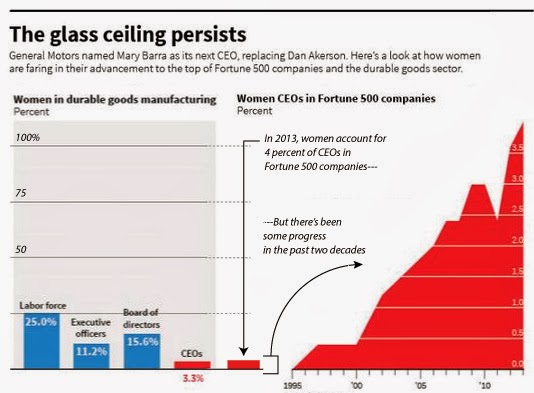 The glass ceiling persists
General Motors named Mary Barra as its next CEO, replacing Dan Akerson. Here's a look at how women
are faring in their advancement to the top of Fortune 500 companies and the durable goods sector.
Women in durable goods manufacturing
Percent
100%
75
50
Labor force
25.0%
Executive
officers
11.2%
Board of
directors
15.6%
CEOs
3.3%
Women CEOs in Fortune 500 companies
Percent
In 2013, women account for
4 percent of CEOs in
Fortune 500 companies---
---But there's been
some progress
in the past two decades
3.5
3.0
2.5
2.0
1.5
1.0
0.5
0.0
1995
'00
'05
'10